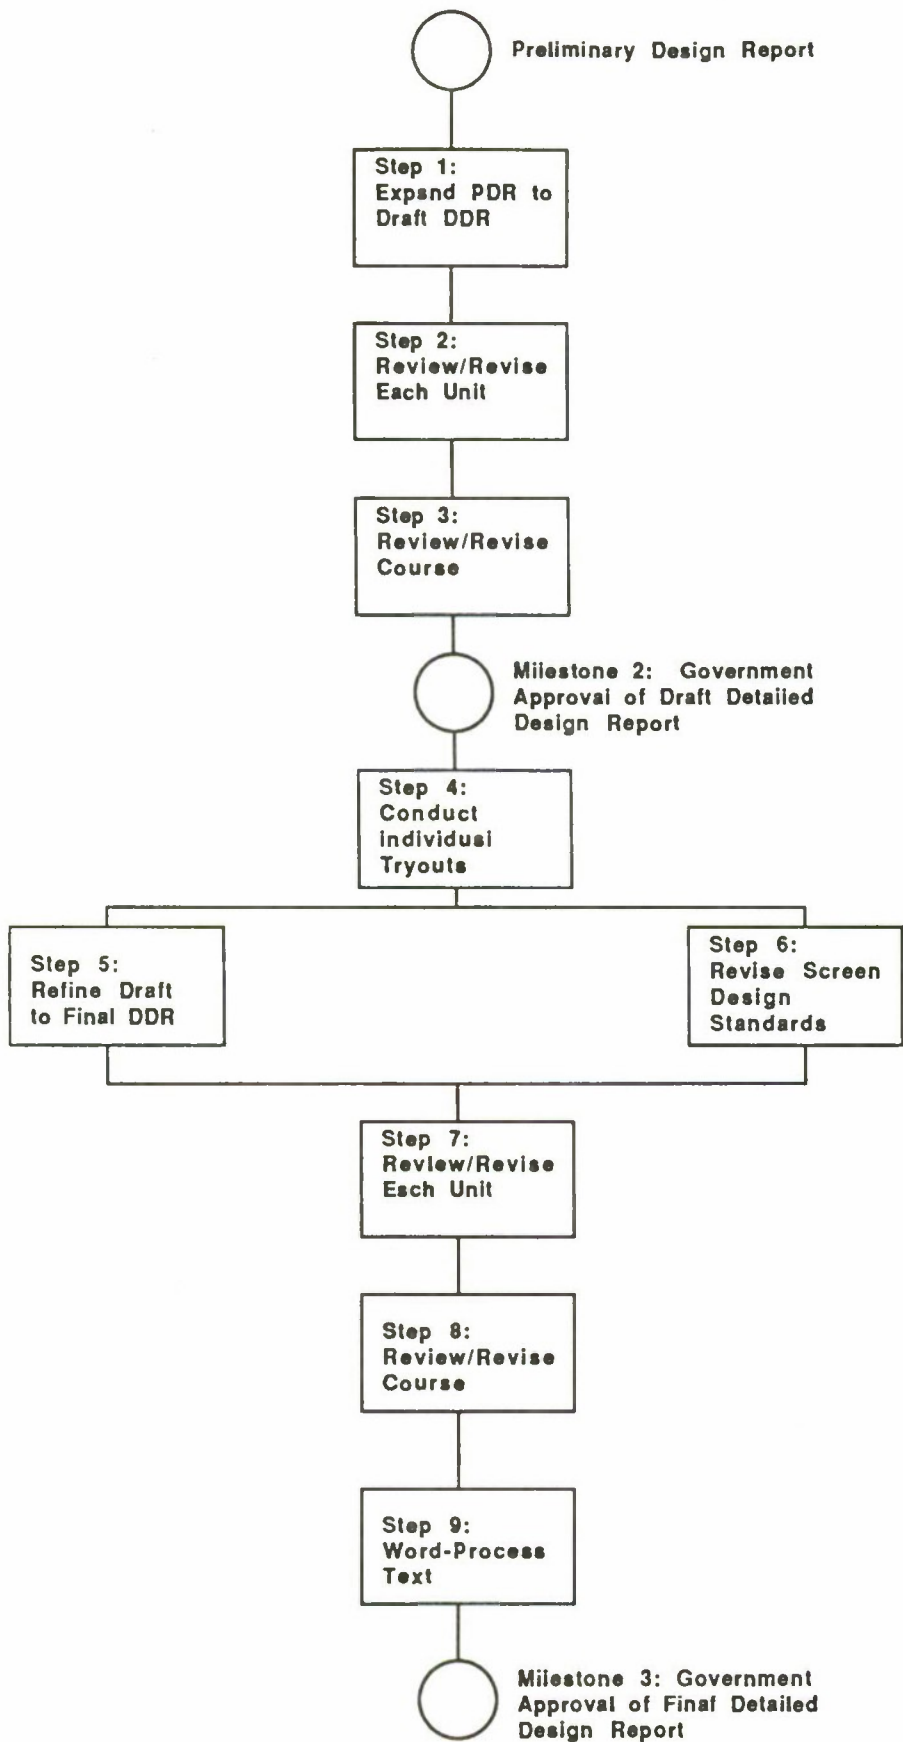 Preliminary Design Report
Step 1:
Expand PDR to
Draft DDR
Step 2:
Review/Revise
Each Unit
Step 3:
Review/Revise
Course
Milestone 2: Government
Approval of Draft Detailed
Design Report
Step 4:
Conduct
Individual
Tryouts
Step 5:
Refine Draft
to Final DDR
Step 6:
Revise Screen
Design
Standards
Step 7:
Review/Revise
Each Unit
Step 8:
Review/Revise
Course
Step 9:
Word-Process
Text
Milestone 3: Government
Approval of Final Detailed
Design Report